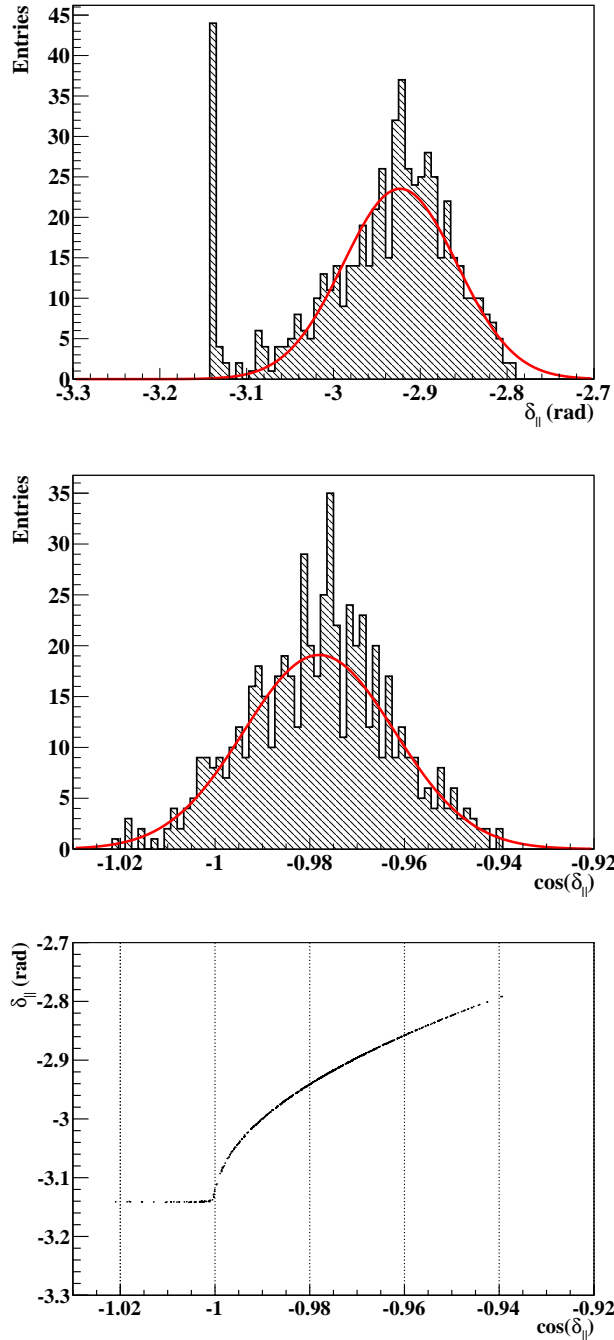 Entries
45
40
35
30
25
20
15
10
5
0
-3.3 -3.2 -3.1 -3 -2.9 -2.8 -2.7
δ|| (rad)
Entries
35
30
25
20
15
10
5
0
-1.02 -1 -0.98 -0.96 -0.94 -0.92
cos(δ||)
δ|| (rad)
-2.7
-2.8
-2.9
-3
-3.1
-3.2
-3.3
-1.02 -1 -0.98 -0.96 -0.94 -0.92
cos(δ||)